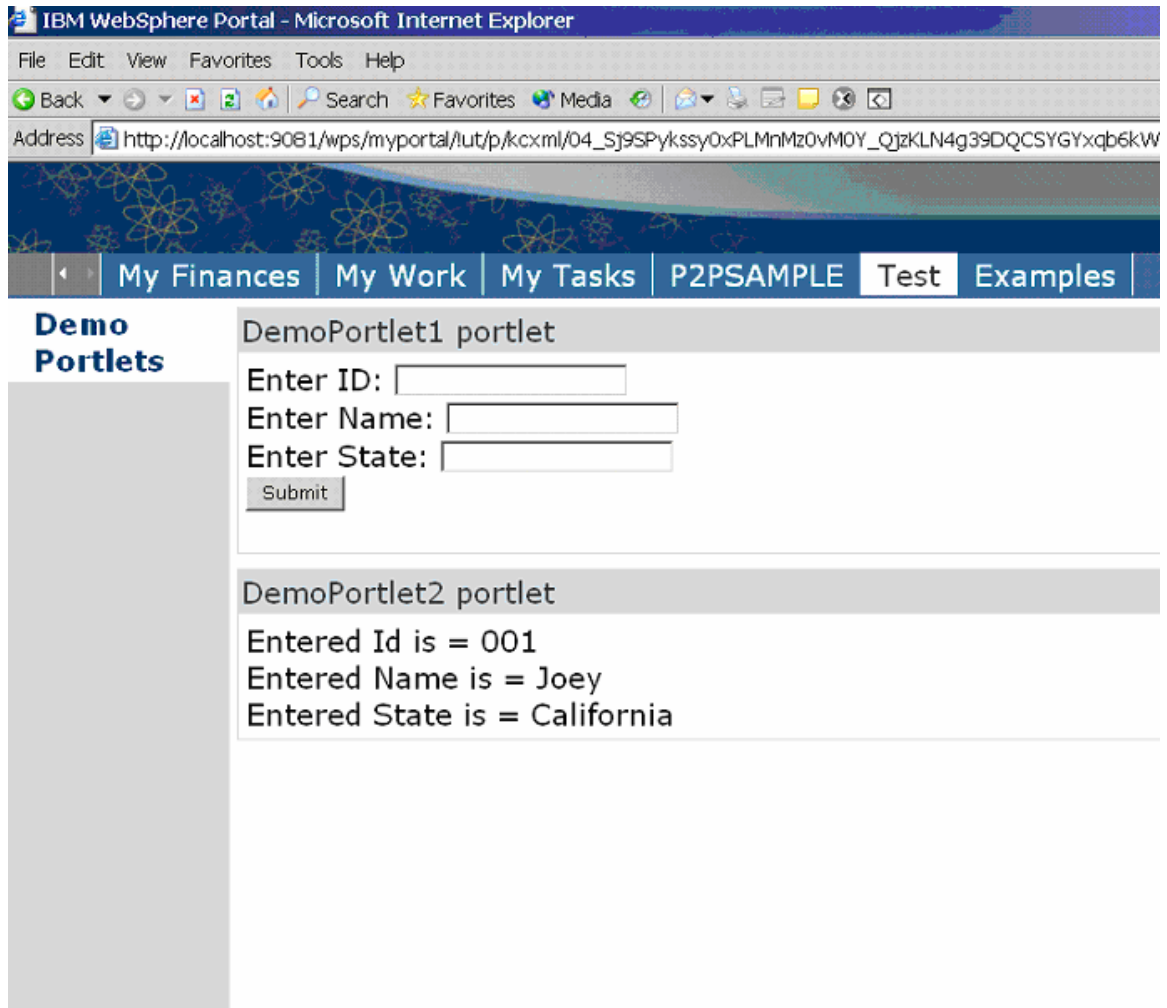 IBM WebSphere Portal - Microsoft Internet Explorer
File Edit View Favorites Tools Help
Back Search Favorites Media
Address http://localhost:9081/wps/myportal/!ut/p/kcxml/04_Sj9SPykssy0xPLMnMz0vM0Y_QjzKLN4g39DQCSYGYxqb6kW
My Finances My Work My Tasks P2PSAMPLE Test Examples
Demo
Portlets
DemoPortlet1 portlet
Enter ID:
Enter Name:
Enter State:
Submit
DemoPortlet2 portlet
Entered Id is = 001
Entered Name is = Joey
Entered State is = California